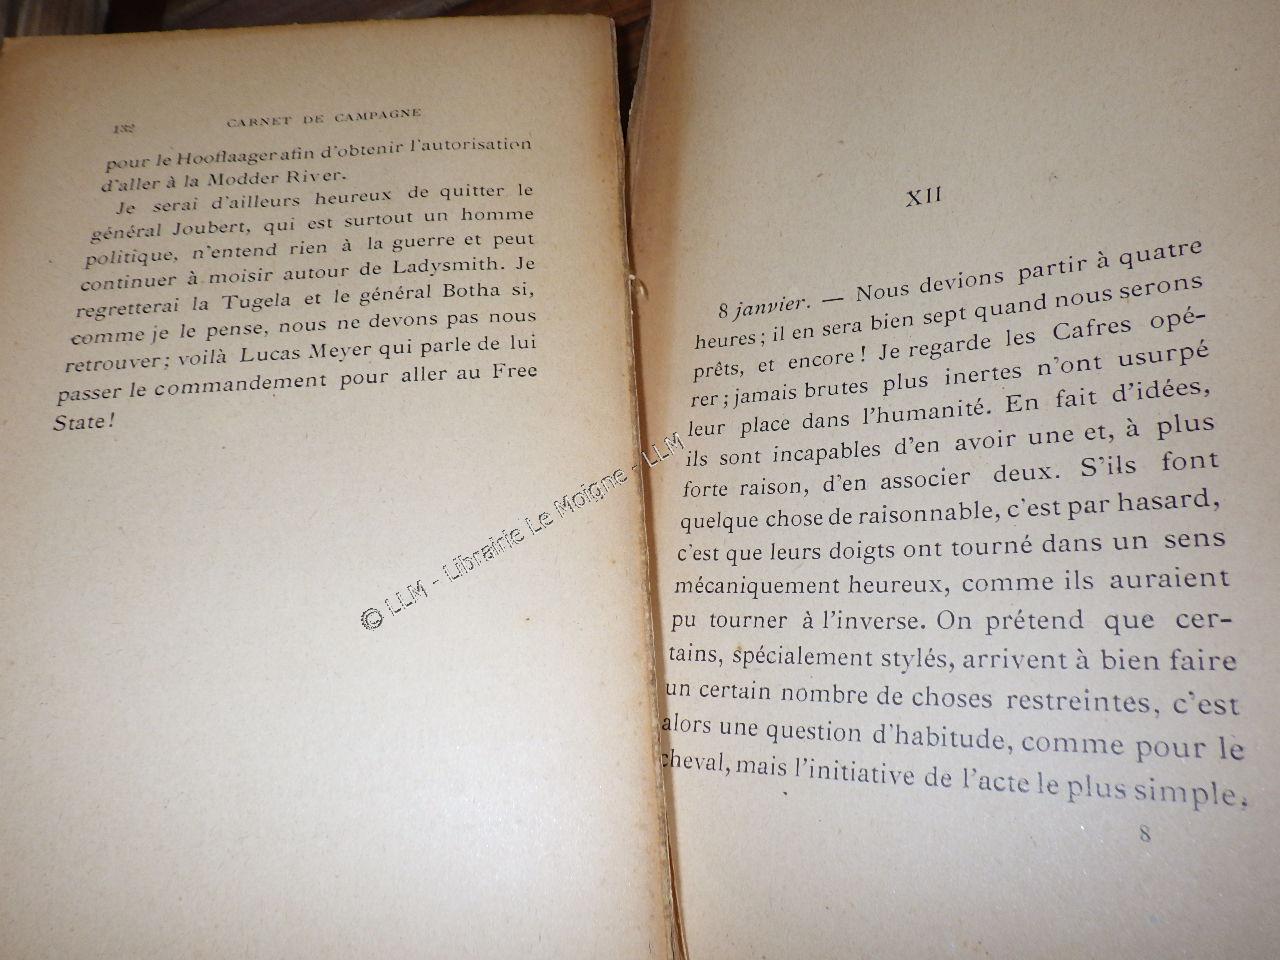 132 CARNET DE CAMPAGNE
pour le Hooflaager afin d'obtenir l'autorisation
d'aller à la Modder River.
Je serai d'ailleurs heureux de quitter le
général Joubert, qui est surtout un homme
politique, n'entend rien à la guerre et peut
continuer à moisir autour de Ladysmith. Je
regretterai la Tugela et le général Botha si,
comme je le pense, nous ne devons pas nous
retrouver; voilà Lucas Meyer qui parle de lui
passer le commandement pour aller au Free
State!
XII
8 janvier. — Nous devions partir à quatre
heures; il en sera bien sept quand nous serons
prêts, et encore! Je regarde les Cafres opé-
rer; jamais brutes plus inertes n'ont usurpé
leur place dans l'humanité. En fait d'idées,
ils sont incapables d'en avoir une et, à plus
forte raison, d'en associer deux. S'ils font
quelque chose de raisonnable, c'est par hasard,
c'est que leurs doigts ont tourné dans un sens
mécaniquement heureux, comme ils auraient
pu tourner à l'inverse. On prétend que cer-
tains, spécialement stylés, arrivent à bien faire
un certain nombre de choses restreintes, c'est
alors une question d'habitude, comme pour le
cheval, mais l'initiative de l'acte le plus simple,
8
© LLM - Librairie Le Moigne - LLM